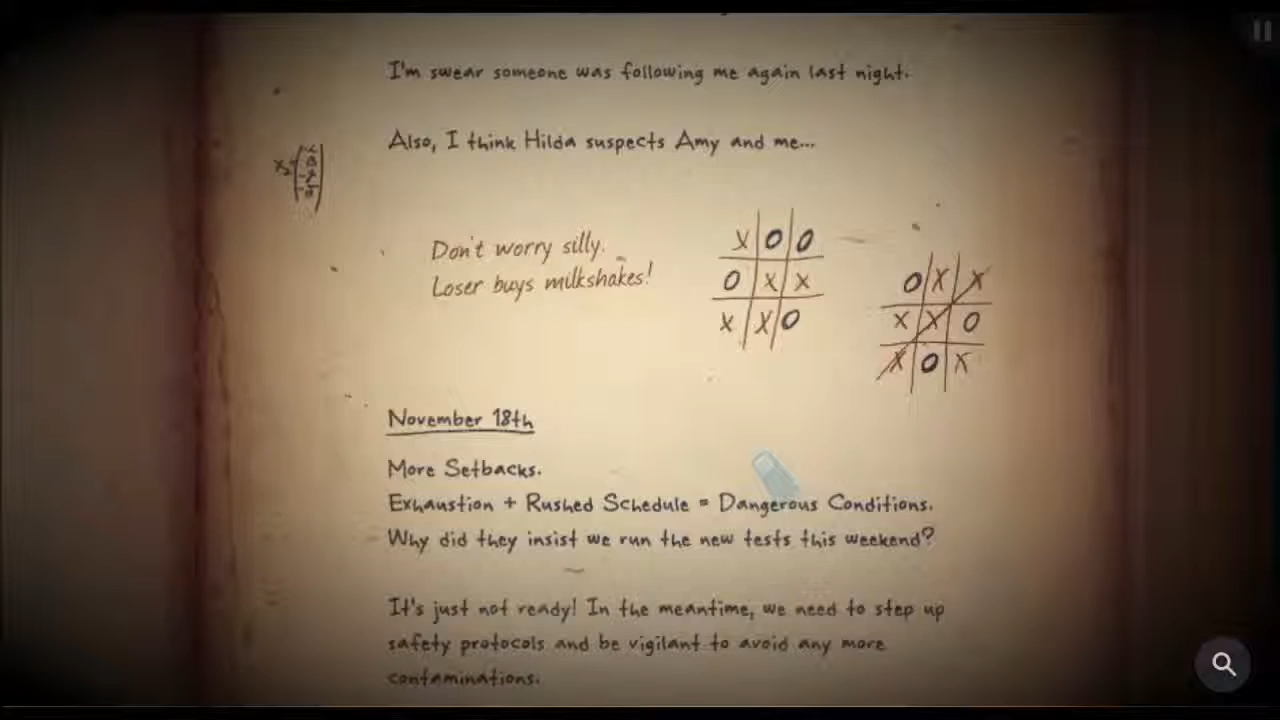 I'm swear someone was following me again last night.
Also, I think Hilda suspects Amy and me...
Don't worry silly.
Loser buys milkshakes!
X O O
O X X
X X O
O X X
X X O
X O X
November 18th
More Setbacks.
Exhaustion + Rushed Schedule = Dangerous Conditions.
Why did they insist we run the new tests this weekend?
It's just not ready! In the meantime, we need to step up
safety protocols and be vigilant to avoid any more
contaminations.